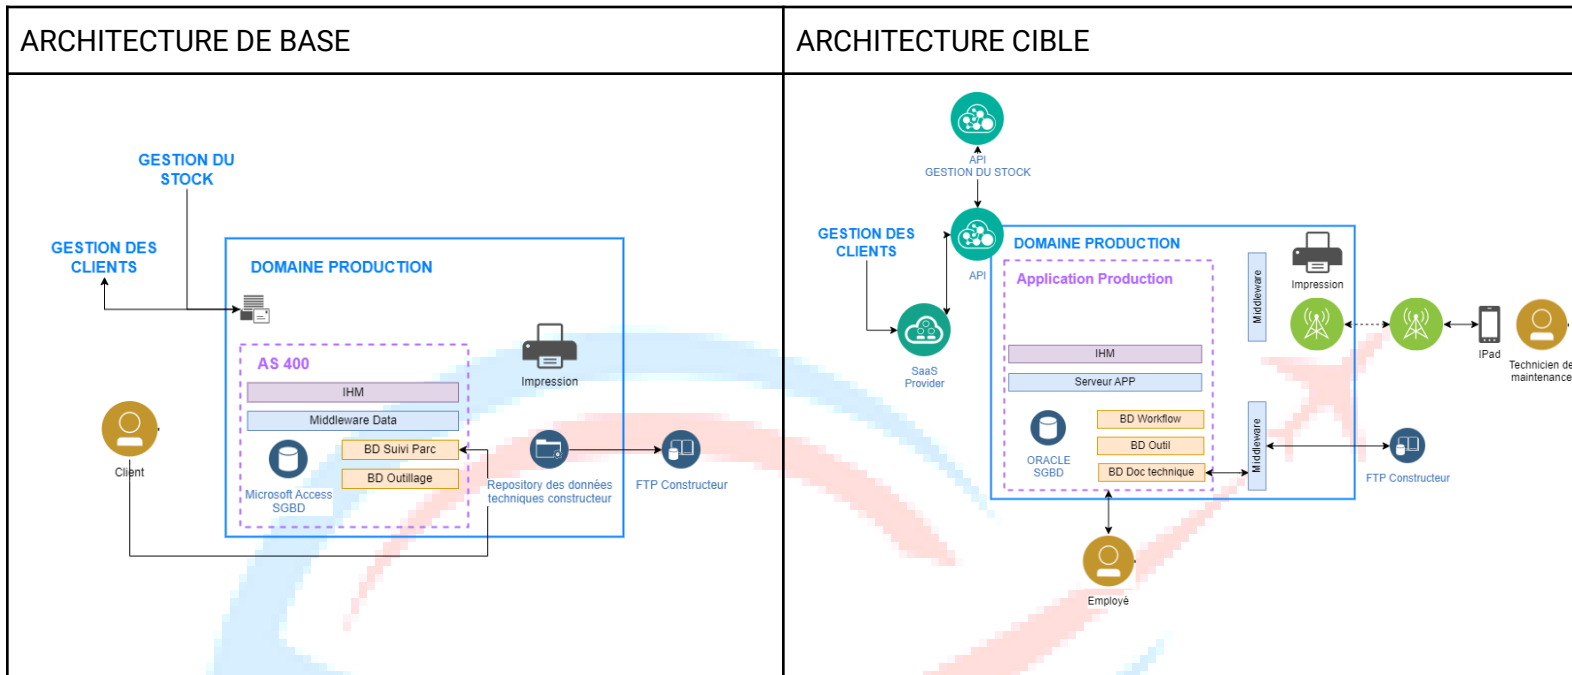 ARCHITECTURE DE BASE
GESTION DU
STOCK
GESTION DES
CLIENTS
DOMAINE PRODUCTION
AS 400
IHM
Middleware Data
BD Suivi Parc
BD Outillage
Microsoft Access
SGBD
Impression
Client
Repository des données
techniques constructeur
FTP Constructeur
ARCHITECTURE CIBLE
API
GESTION DU STOCK
GESTION DES
CLIENTS
API
SaaS
Provider
DOMAINE PRODUCTION
Application Production
IHM
Serveur APP
BD Workflow
BD Outil
BD Doc technique
ORACLE
SGBD
Middleware
Impression
Middleware
IPad
Technicien de
maintenance
FTP Constructeur
Employé